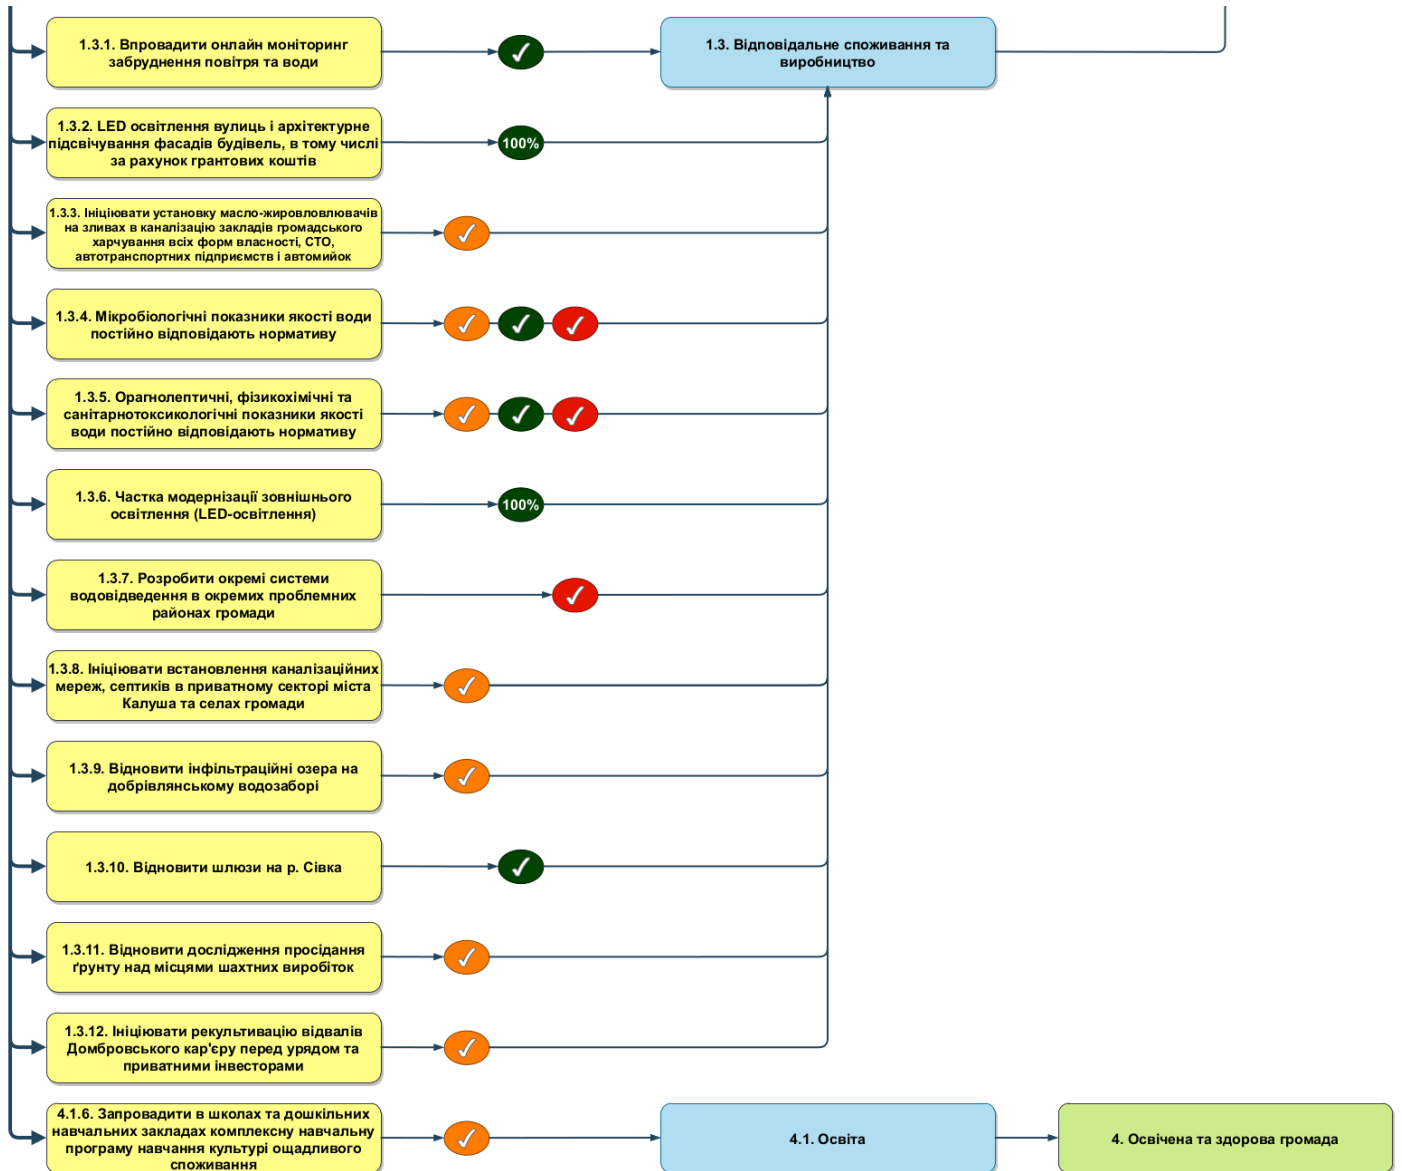 1.3.1. Впровадити онлайн моніторинг
забруднення повітря та води
1.3. Відповідальне споживання та
виробництво
1.3.2. LED освітлення вулиць і архітектурне
підсвічування фасадів будівель, в тому числі
за рахунок грантових коштів
100%
1.3.3. Ініціювати установку масло-жировловлювачів
на зливах в каналізацію закладів громадського
харчування всіх форм власності, СТО,
автотранспортних підприємств і автомийок
1.3.4. Мікробіологічні показники якості води
постійно відповідають нормативу
1.3.5. Орагнолептичні, фізикохімічні та
санітарнотоксикологічні показники якості
води постійно відповідають нормативу
1.3.6. Частка модернізації зовнішнього
освітлення (LED-освітлення)
100%
1.3.7. Розробити окремі системи
водовідведення в окремих проблемних
районах громади
1.3.8. Ініціювати встановлення каналізаційних
мереж, септиків в приватному секторі міста
Калуша та селах громади
1.3.9. Відновити інфільтраційні озера на
добрівлянському водозаборі
1.3.10. Відновити шлюзи на р. Сівка
1.3.11. Відновити дослідження просідання
ґрунту над місцями шахтних виробіток
1.3.12. Ініціювати рекультивацію відвалів
Домбровського кар'єру перед урядом та
приватними інвесторами
4.1.6. Запровадити в школах та дошкільних
навчальних закладах комплексну навчальну
програму навчання культурі ощадливого
споживання
4.1. Освіта
4. Освічена та здорова громада